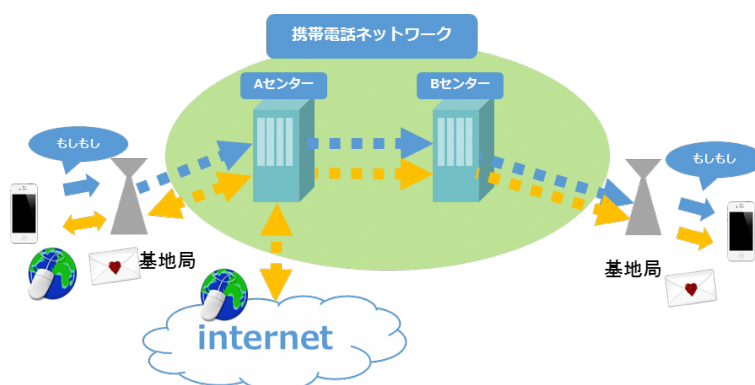 携帯電話ネットワーク
Aセンター
Bセンター
もしもし
もしもし
基地局
基地局
internet